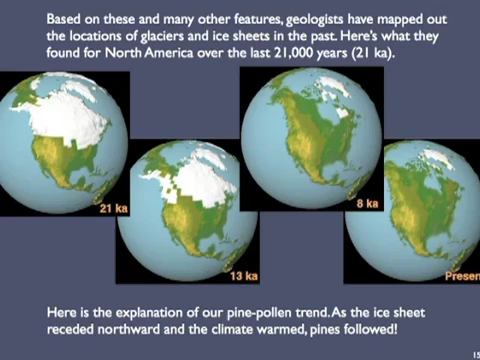 Based on these and many other features, geologists have mapped out
the locations of glaciers and ice sheets in the past. Here's what they
found for North America over the last 21,000 years (21 ka).
21 ka
13 ka
8 ka
Presen
Here is the explanation of our pine-pollen trend. As the ice sheet
receded northward and the climate warmed, pines followed!
15